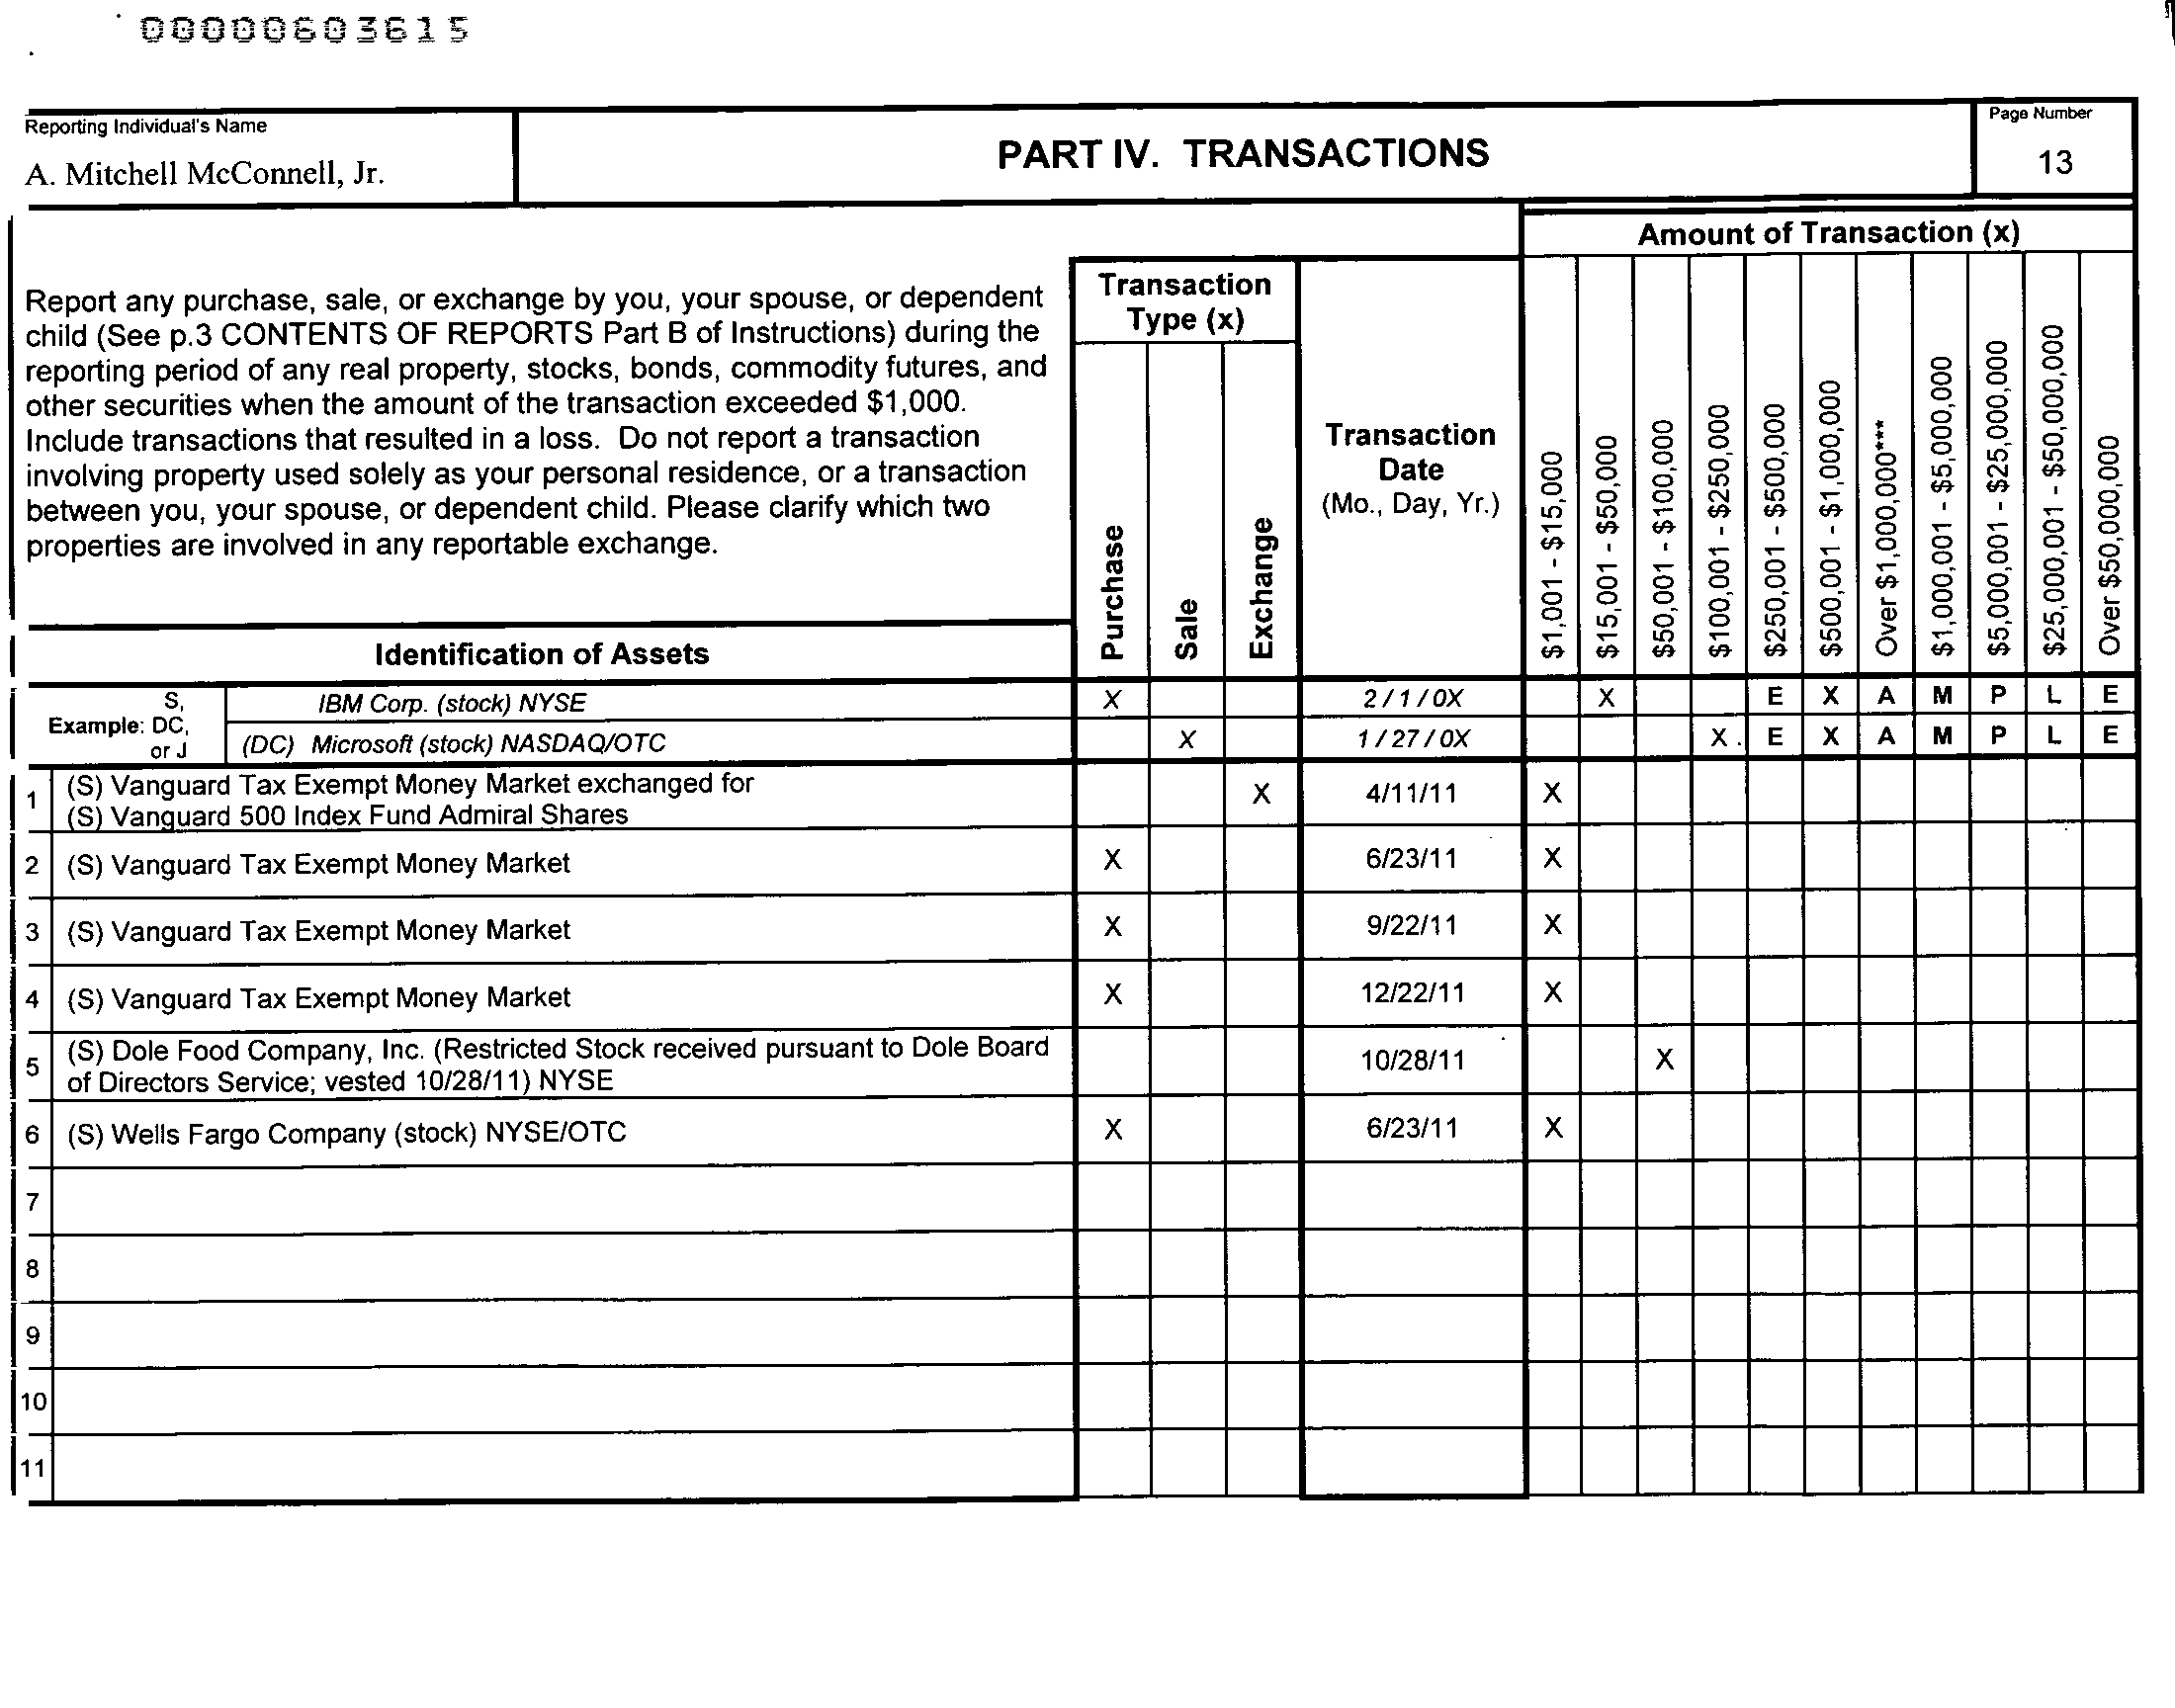 00000603615
Reporting Individual's Name
A. Mitchell McConnell, Jr.
PART IV. TRANSACTIONS
Page Number
13
Amount of Transaction (x)
Report any purchase, sale, or exchange by you, your spouse, or dependent
child (See p.3 CONTENTS OF REPORTS Part B of Instructions) during the
reporting period of any real property, stocks, bonds, commodity futures, and
other securities when the amount of the transaction exceeded $1,000.
Include transactions that resulted in a loss. Do not report a transaction
involving property used solely as your personal residence, or a transaction
between you, your spouse, or dependent child. Please clarify which two
properties are involved in any reportable exchange.
Transaction
Type (x)
Purchase
Sale
Exchange
Transaction
Date
(Mo., Day, Yr.)
$1,001 - $15,000
$15,001 - $50,000
$50,001 - $100,000
$100,001 - $250,000
$250,001 - $500,000
$500,001 - $1,000,000
Over $1,000,000***
$1,000,001 - $5,000,000
$5,000,001 - $25,000,000
$25,000,001 - $50,000,000
Over $50,000,000
Identification of Assets
Example: S, DC, or J
IBM Corp. (stock) NYSE X 2 / 1 / 0X X E X A M P L E
(DC) Microsoft (stock) NASDAQ/OTC X 1 / 27 / 0X X E X A M P L E
1 (S) Vanguard Tax Exempt Money Market exchanged for
(S) Vanguard 500 Index Fund Admiral Shares X 4/11/11 X
2 (S) Vanguard Tax Exempt Money Market X 6/23/11 X
3 (S) Vanguard Tax Exempt Money Market X 9/22/11 X
4 (S) Vanguard Tax Exempt Money Market X 12/22/11 X
5 (S) Dole Food Company, Inc. (Restricted Stock received pursuant to Dole Board
of Directors Service; vested 10/28/11) NYSE 10/28/11 X
6 (S) Wells Fargo Company (stock) NYSE/OTC X 6/23/11 X
7
8
9
10
11